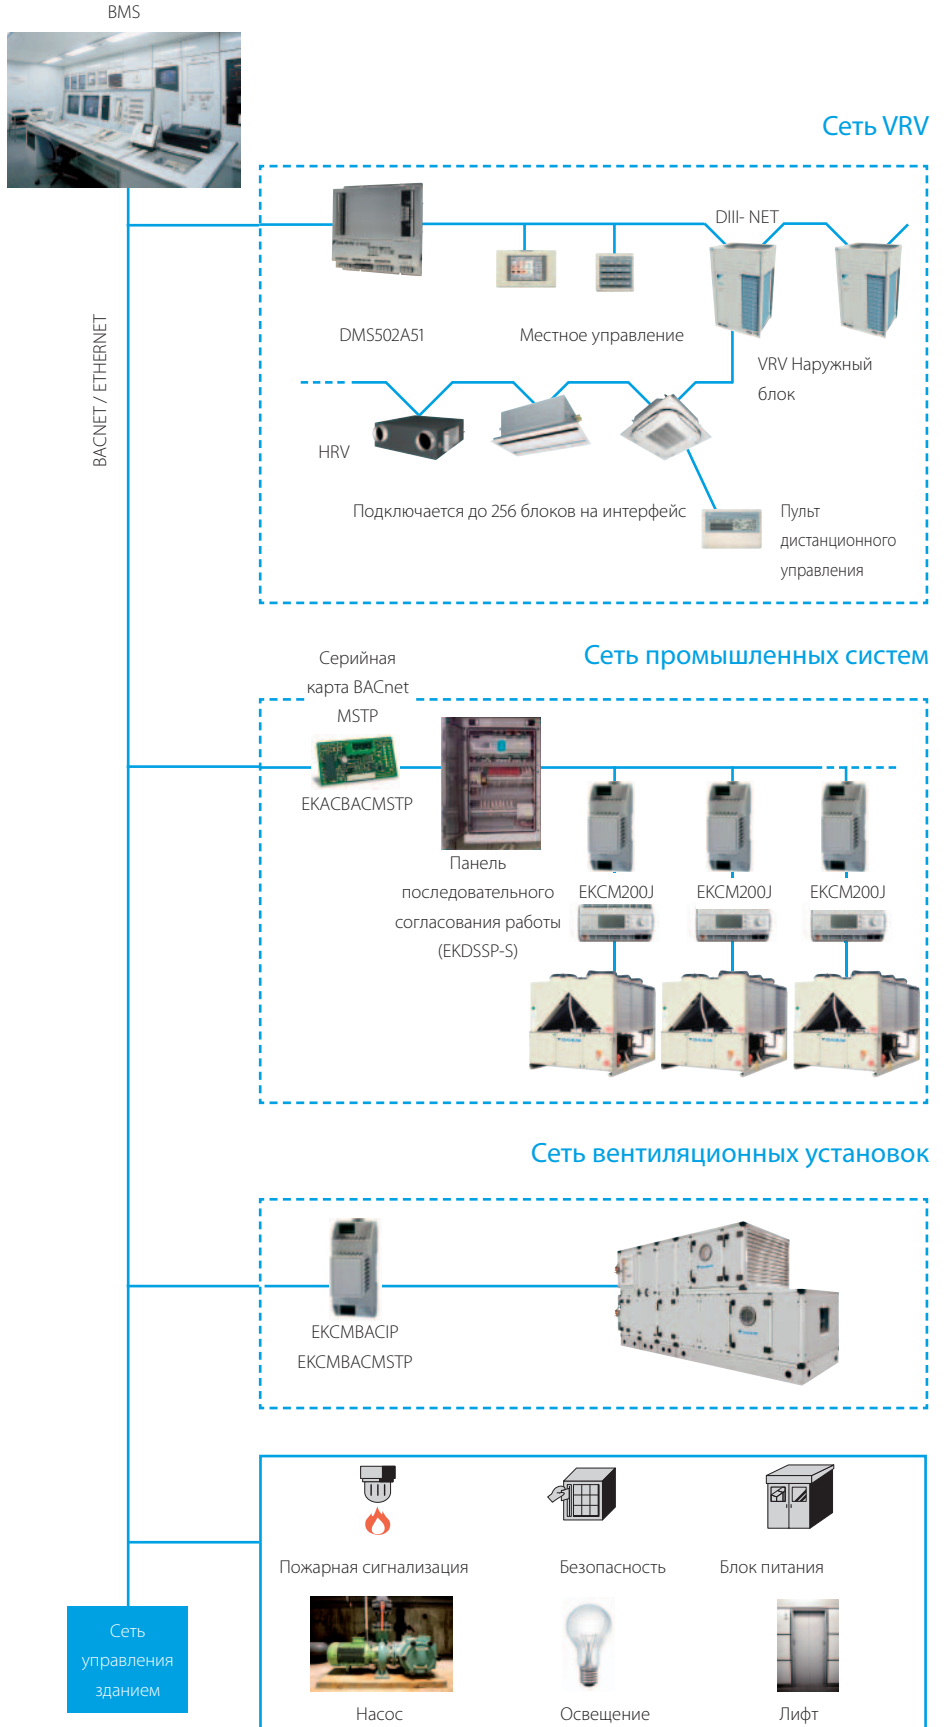 BMS
Сеть VRV
DIII- NET
DMS502A51
Местное управление
VRV Наружный
блок
BACNET / ETHERNET
HRV
Подключается до 256 блоков на интерфейс
Пульт
дистанционного
управления
Сеть промышленных систем
Серийная
карта BACnet
MSTP
EKACBACMSTP
Панель
последовательного
согласования работы
(EKDSSP-S)
EKCM200J
EKCM200J
EKCM200J
Сеть вентиляционных установок
EKCMBACIP
EKCMBACMSTP
Пожарная сигнализация
Безопасность
Блок питания
Сеть
управления
зданием
Насос
Освещение
Лифт